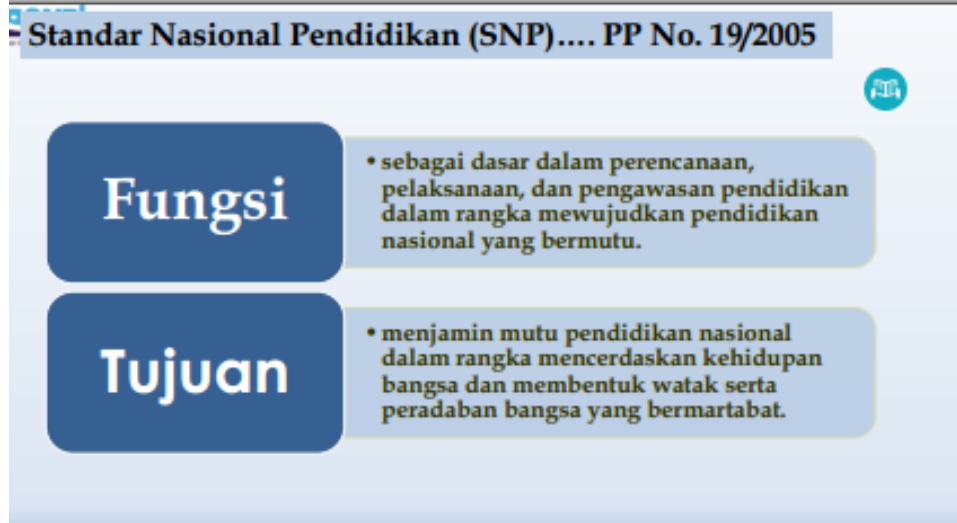 Standar Nasional Pendidikan (SNP).... PP No. 19/2005
Fungsi
• sebagai dasar dalam perencanaan,
pelaksanaan, dan pengawasan pendidikan
dalam rangka mewujudkan pendidikan
nasional yang bermutu.
Tujuan
• menjamin mutu pendidikan nasional
dalam rangka mencerdaskan kehidupan
bangsa dan membentuk watak serta
peradaban bangsa yang bermartabat.